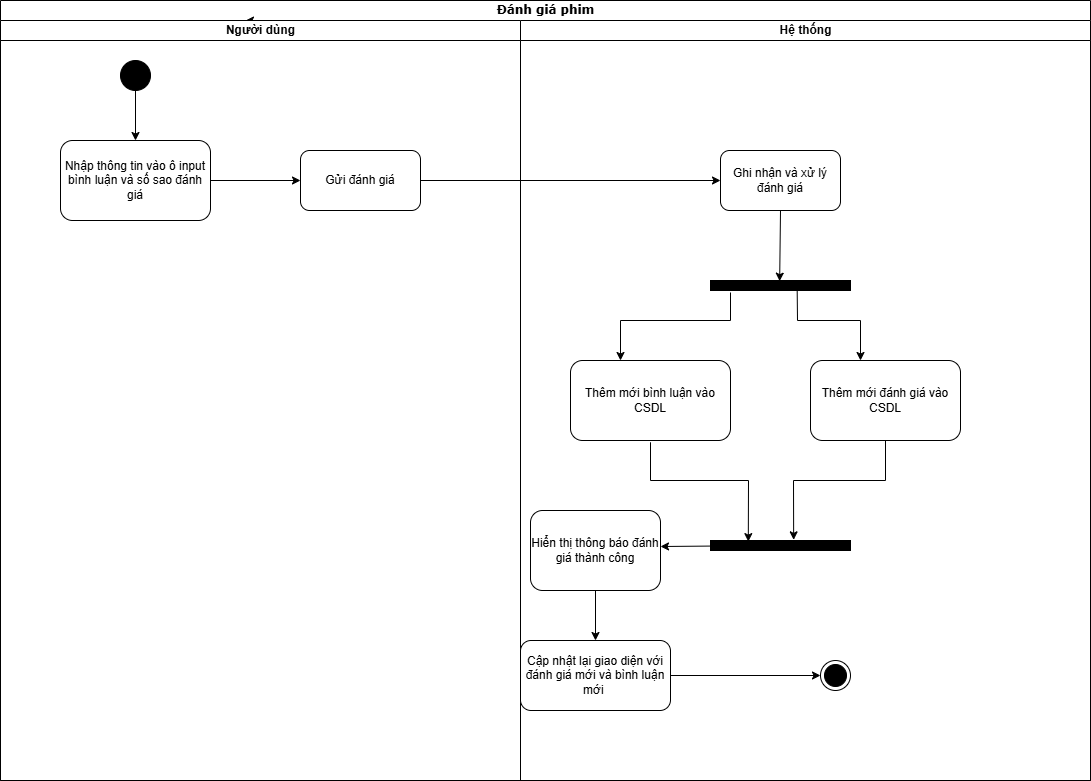 Đánh giá phim
Người dùng
Hệ thống
Nhập thông tin vào ô input
bình luận và số sao đánh
giá
Gửi đánh giá
Ghi nhận và xử lý
đánh giá
Thêm mới bình luận vào
CSDL
Thêm mới đánh giá vào
CSDL
Hiển thị thông báo đánh
giá thành công
Cập nhật lại giao diện với
đánh giá mới và bình luận
mới